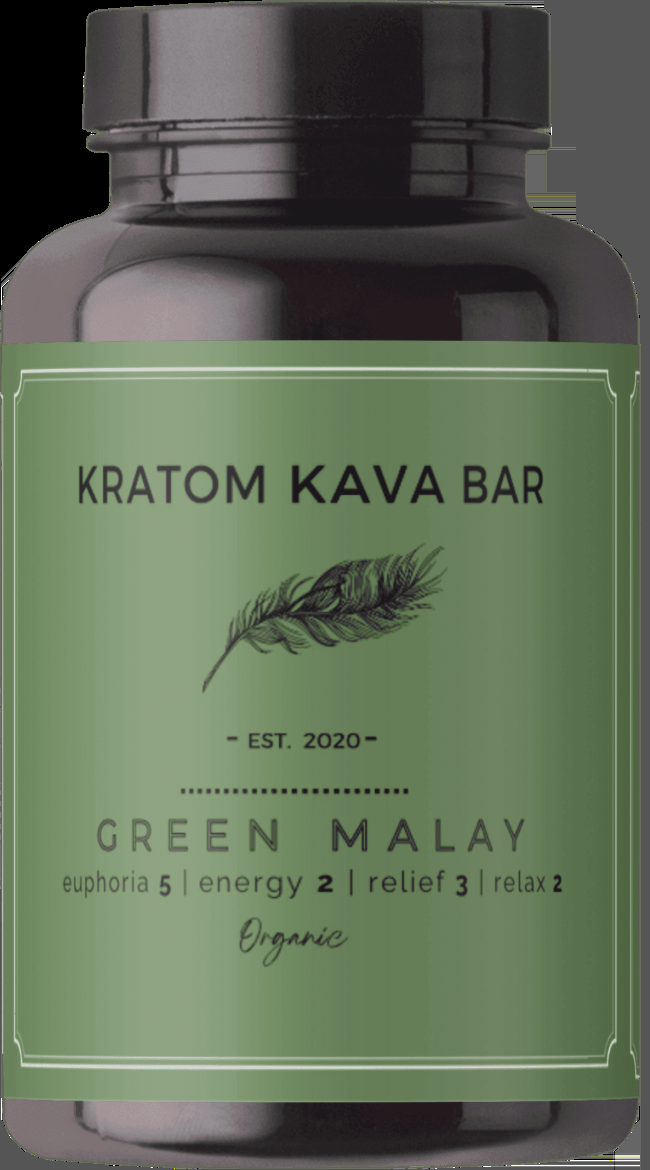 KRATOM KAVA BAR
- EST. 2020 -
GREEN MALAY
euphoria 5 | energy 2 | relief 3 | relax 2
Organic